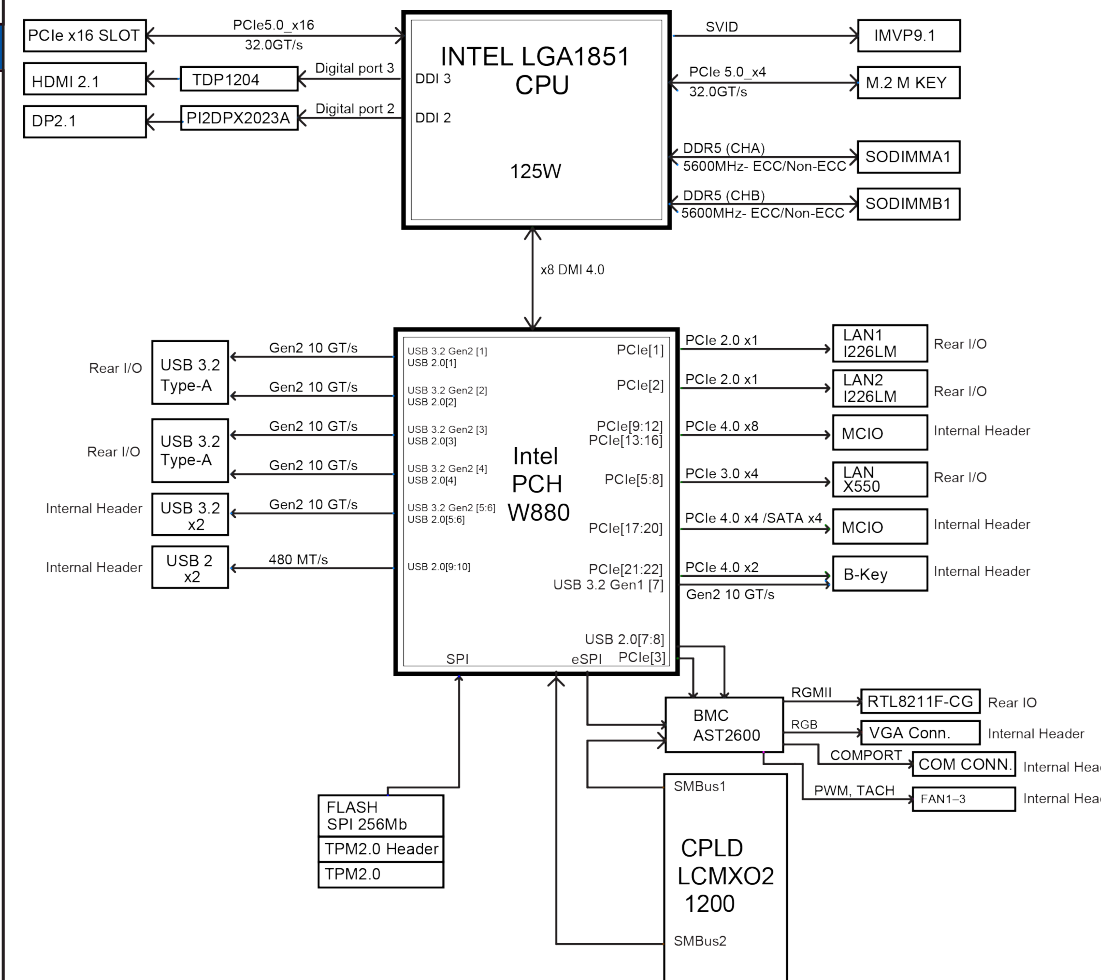 PCIe x16 SLOT
PCIe5.0_x16
32.0GT/s
HDMI 2.1
TDP1204
Digital port 3
DDI 3
DP2.1
PI2DPX2023A
Digital port 2
DDI 2
INTEL LGA1851
CPU
125W
SVID
IMVP9.1
PCIe 5.0_x4
32.0GT/s
M.2 M KEY
DDR5 (CHA)
5600MHz- ECC/Non-ECC
SODIMMA1
DDR5 (CHB)
5600MHz- ECC/Non-ECC
SODIMMB1
x8 DMI 4.0
Rear I/O
USB 3.2
Type-A
Gen2 10 GT/s
Gen2 10 GT/s
Rear I/O
USB 3.2
Type-A
Gen2 10 GT/s
Gen2 10 GT/s
Internal Header
USB 3.2
x2
Gen2 10 GT/s
Internal Header
USB 2
x2
480 MT/s
USB 3.2 Gen2 [1]
USB 2.0[1]
USB 3.2 Gen2 [2]
USB 2.0[2]
USB 3.2 Gen2 [3]
USB 2.0[3]
USB 3.2 Gen2 [4]
USB 2.0[4]
USB 3.2 Gen2 [5:6]
USB 2.0[5:6]
USB 2.0[9:10]
Intel
PCH
W880
PCIe[1]
PCIe[2]
PCIe[9:12]
PCIe[13:16]
PCIe[5:8]
PCIe[17:20]
PCIe[21:22]
USB 3.2 Gen1 [7]
USB 2.0[7:8]
PCIe[3]
SPI
eSPI
PCIe 2.0 x1
LAN1
I226LM
Rear I/O
PCIe 2.0 x1
LAN2
I226LM
Rear I/O
PCIe 4.0 x8
MCIO
Internal Header
PCIe 3.0 x4
LAN
X550
Rear I/O
PCIe 4.0 x4 /SATA x4
MCIO
Internal Header
PCIe 4.0 x2
Gen2 10 GT/s
B-Key
Internal Header
BMC
AST2600
RGMII
RTL8211F-CG
Rear IO
RGB
VGA Conn.
Internal Header
COMPORT
COM CONN.
Internal Hea
PWM, TACH
FAN1–3
Internal Hea
FLASH
SPI 256Mb
TPM2.0 Header
TPM2.0
SMBus1
CPLD
LCMXO2
1200
SMBus2